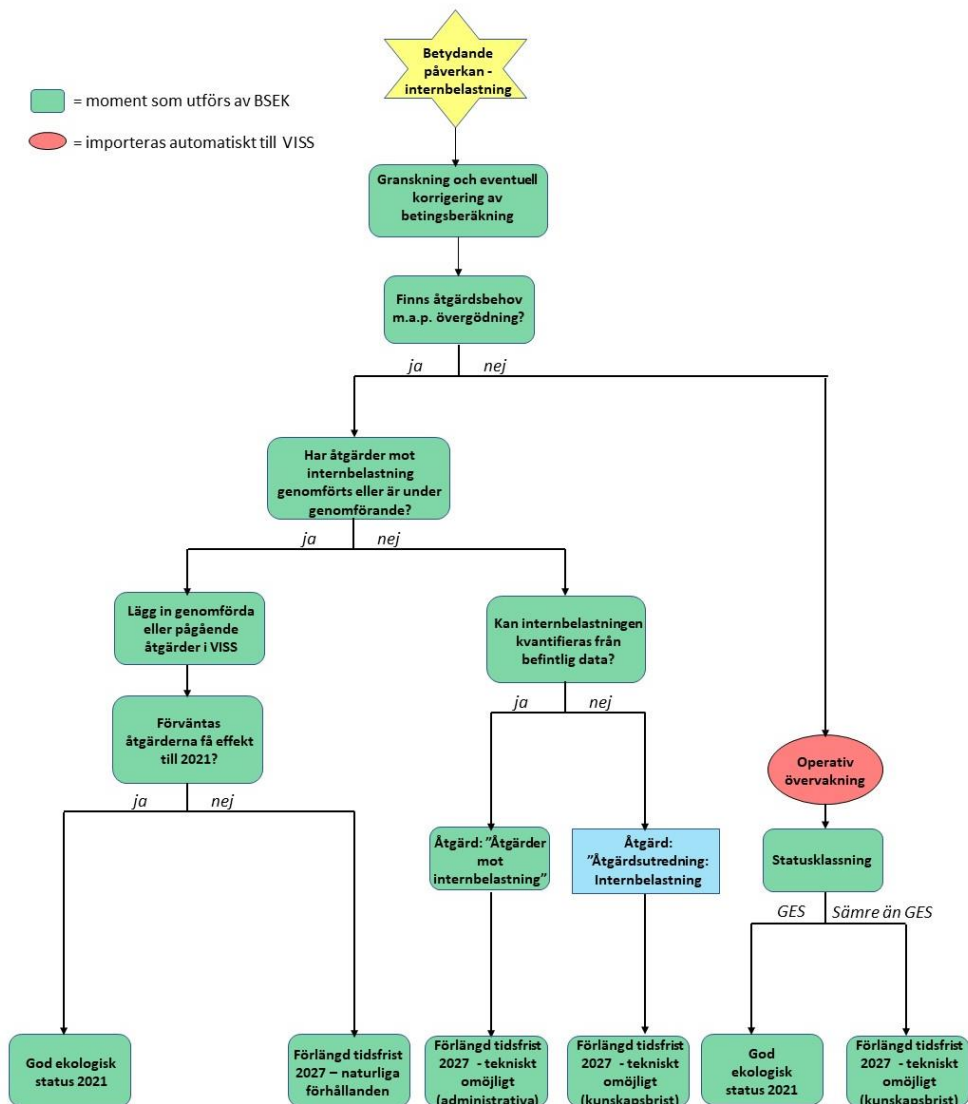 Betydande
påverkan -
internbelastning
= moment som utförs av BSEK
= importeras automatiskt till VISS
Granskning och eventuell
korrigering av
betingsberäkning
Finns åtgärdsbehov
m.a.p. övergödning?
ja nej
Har åtgärder mot
internbelastning
genomförts eller är under
genomförande?
ja nej
Lägg in genomförda
eller pågående
åtgärder i VISS
Kan internbelastningen
kvantifieras från
befintlig data?
Förväntas
åtgärderna få effekt
till 2021?
ja nej
ja nej
Operativ
övervakning
Åtgärd: ”Åtgärder
mot
internbelastning”
Åtgärd:
”Åtgärdsutredning:
Internbelastning
Statusklassning
GES Sämre än GES
God ekologisk
status 2021
Förlängd tidsfrist
2027 – naturliga
förhållanden
Förlängd tidsfrist
2027 - tekniskt
omöjligt
(administrativa)
Förlängd tidsfrist
2027 - tekniskt
omöjligt
(kunskapsbrist)
God
ekologisk
status 2021
Förlängd tidsfrist
2027 - tekniskt
omöjligt
(kunskapsbrist)